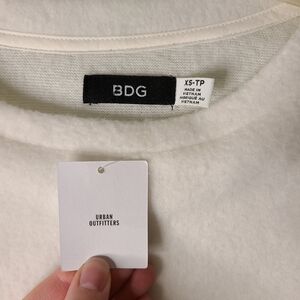 BDG
XS-TP
MADE IN
VIETNAM
FABRIQUÉ AU
VIETNAM
URBAN
OUTFITTERS